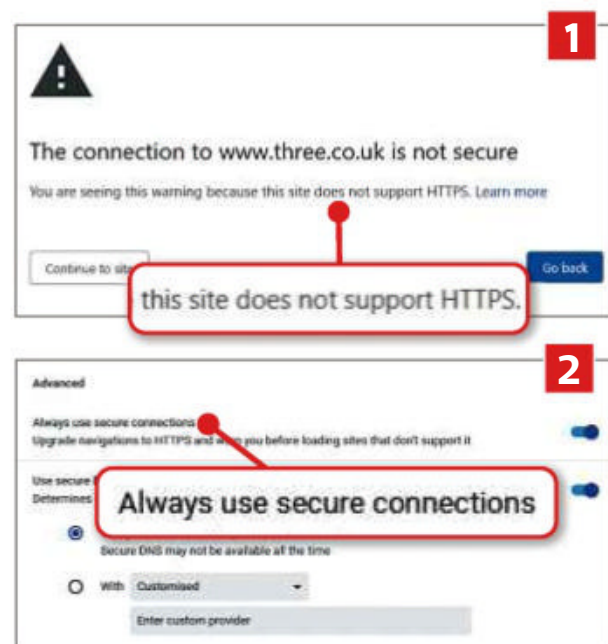 1
The connection to www.three.co.uk is not secure
You are seeing this warning because this site does not support HTTPS. Learn more
Continue to site
Go back
this site does not support HTTPS.
2
Advanced
Always use secure connections
Upgrade navigations to HTTPS and you before loading sites that don't support it
Use secure
Determines
Always use secure connections
Secure DNS may not be available all the time
With Customised
Enter custom provider